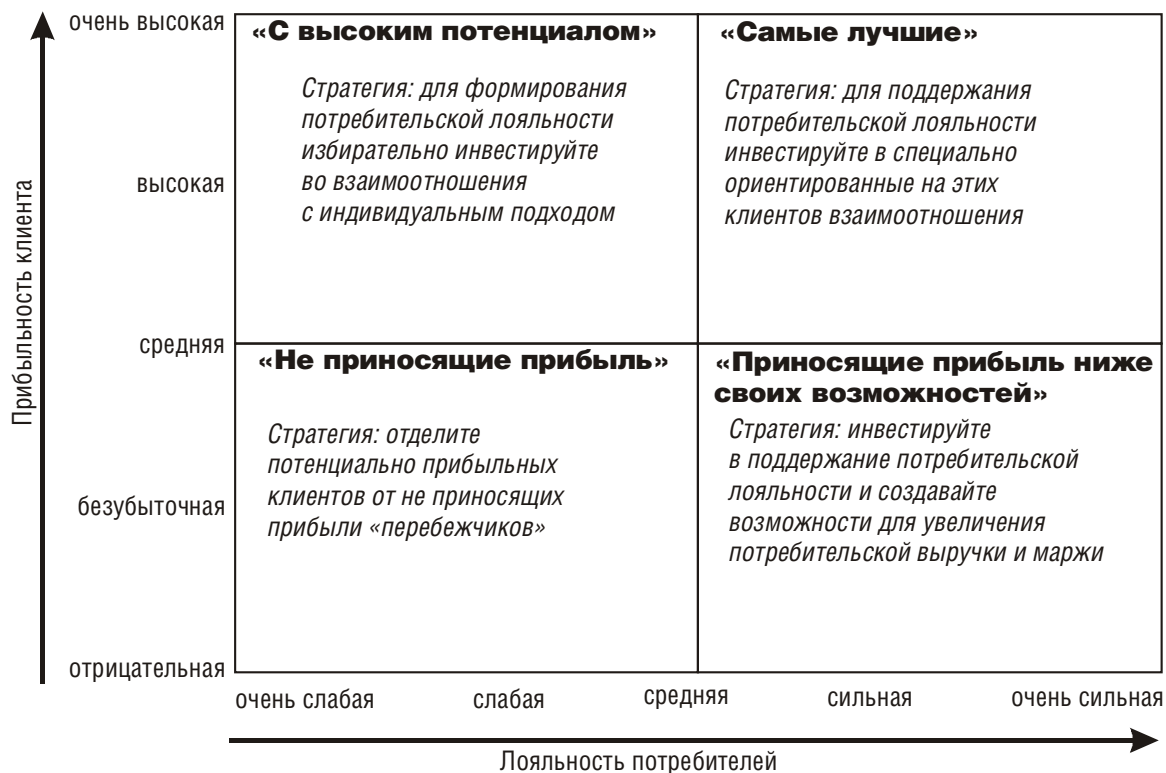 очень высокая
высокая
средняя
безубыточная
отрицательная
Прибыльность клиента
«С высоким потенциалом»
Стратегия: для формирования
потребительской лояльности
избирательно инвестируйте
во взаимоотношения
с индивидуальным подходом
«Самые лучшие»
Стратегия: для поддержания
потребительской лояльности
инвестируйте в специально
ориентированные на этих
клиентов взаимоотношения
«Не приносящие прибыль»
Стратегия: отделите
потенциально прибыльных
клиентов от не приносящих
прибыли «перебежчиков»
«Приносящие прибыль ниже
своих возможностей»
Стратегия: инвестируйте
в поддержание потребительской
лояльности и создавайте
возможности для увеличения
потребительской выручки и маржи
очень слабая
слабая
средняя
сильная
очень сильная
Лояльность потребителей